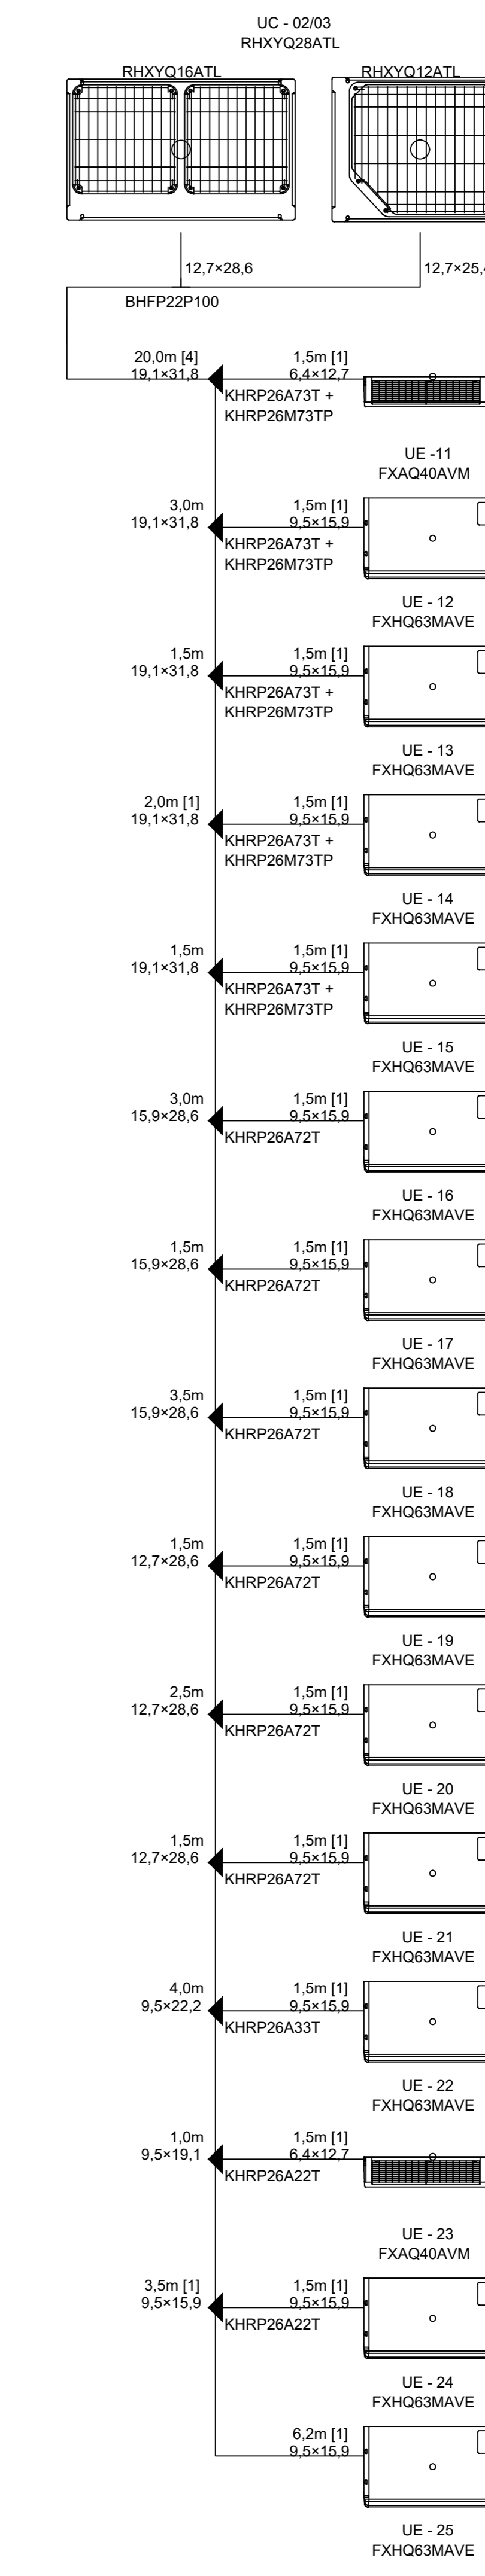 UC - 02/03
RHXYQ28ATL
RHXYQ16ATL
RHXYQ12ATL
12,7×28,6
12,7×25,4
BHFP22P100
20,0m [4]
19,1×31,8
1,5m [1]
6,4×12,7
KHRP26A73T +
KHRP26M73TP
UE -11
FXAQ40AVM
3,0m
19,1×31,8
1,5m [1]
9,5×15,9
KHRP26A73T +
KHRP26M73TP
UE - 12
FXHQ63MAVE
1,5m
19,1×31,8
1,5m [1]
9,5×15,9
KHRP26A73T +
KHRP26M73TP
UE - 13
FXHQ63MAVE
2,0m [1]
19,1×31,8
1,5m [1]
9,5×15,9
KHRP26A73T +
KHRP26M73TP
UE - 14
FXHQ63MAVE
1,5m
19,1×31,8
1,5m [1]
9,5×15,9
KHRP26A73T +
KHRP26M73TP
UE - 15
FXHQ63MAVE
3,0m
15,9×28,6
1,5m [1]
9,5×15,9
KHRP26A72T
UE - 16
FXHQ63MAVE
1,5m
15,9×28,6
1,5m [1]
9,5×15,9
KHRP26A72T
UE - 17
FXHQ63MAVE
3,5m
15,9×28,6
1,5m [1]
9,5×15,9
KHRP26A72T
UE - 18
FXHQ63MAVE
1,5m
12,7×28,6
1,5m [1]
9,5×15,9
KHRP26A72T
UE - 19
FXHQ63MAVE
2,5m
12,7×28,6
1,5m [1]
9,5×15,9
KHRP26A72T
UE - 20
FXHQ63MAVE
1,5m
12,7×28,6
1,5m [1]
9,5×15,9
KHRP26A72T
UE - 21
FXHQ63MAVE
4,0m
9,5×22,2
1,5m [1]
9,5×15,9
KHRP26A33T
UE - 22
FXHQ63MAVE
1,0m
9,5×19,1
1,5m [1]
6,4×12,7
KHRP26A22T
UE - 23
FXAQ40AVM
3,5m [1]
9,5×15,9
1,5m [1]
9,5×15,9
KHRP26A22T
UE - 24
FXHQ63MAVE
6,2m [1]
9,5×15,9
UE - 25
FXHQ63MAVE